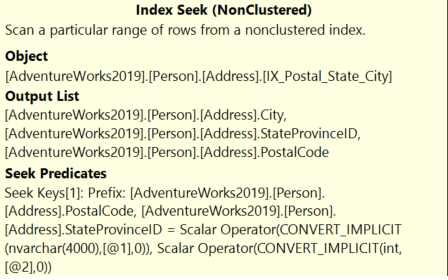 Index Seek (NonClustered)
Scan a particular range of rows from a nonclustered index.
Object
[AdventureWorks2019].[Person].[Address].[IX_Postal_State_City]
Output List
[AdventureWorks2019].[Person].[Address].City,
[AdventureWorks2019].[Person].[Address].StateProvinceID,
[AdventureWorks2019].[Person].[Address].PostalCode
Seek Predicates
Seek Keys[1]: Prefix: [AdventureWorks2019].[Person].
[Address].PostalCode, [AdventureWorks2019].[Person].
[Address].StateProvinceID = Scalar Operator(CONVERT_IMPLICIT
(nvarchar(4000),[@1],0)), Scalar Operator(CONVERT_IMPLICIT(int,
[@2],0))